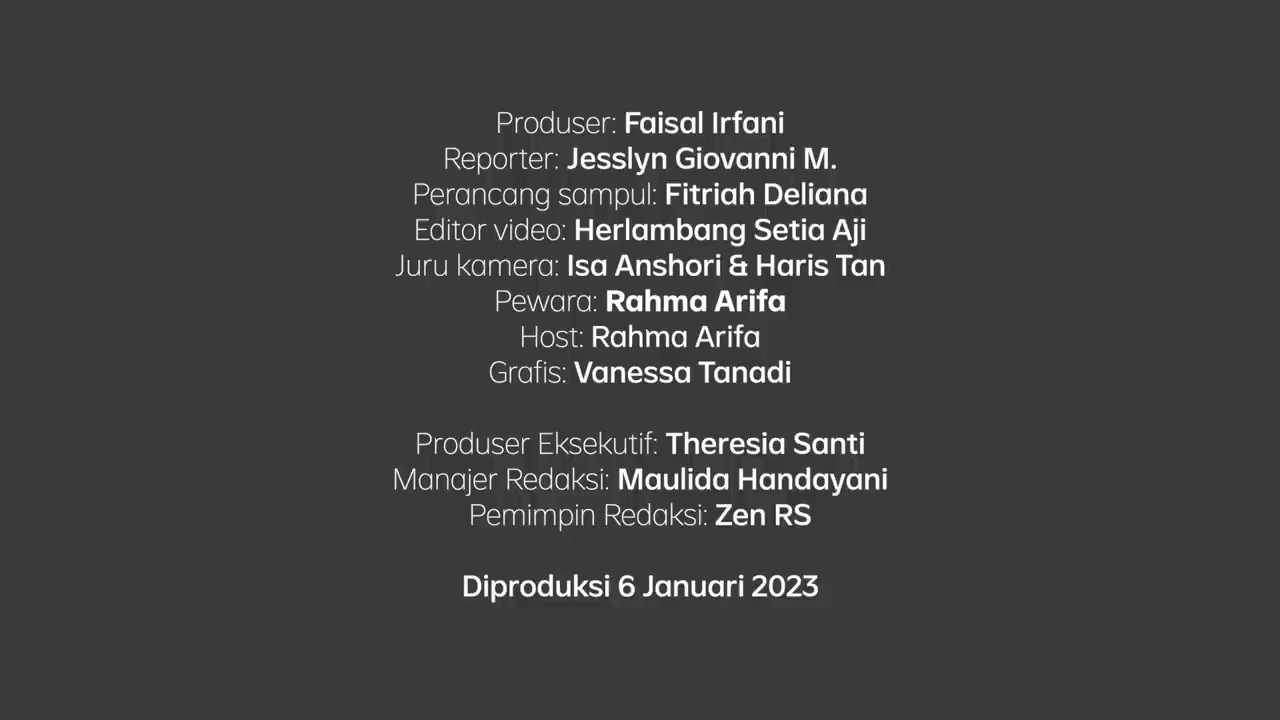 Produser: Faisal Irfani
Reporter: Jesslyn Giovanni M.
Perancang sampul: Fitriah Deliana
Editor video: Herlambang Setia Aji
Juru kamera: Isa Anshori & Haris Tan
Pewara: Rahma Arifa
Host: Rahma Arifa
Grafis: Vanessa Tanadi
Produser Eksekutif: Theresia Santi
Manajer Redaksi: Maulida Handayani
Pemimpin Redaksi: Zen RS
Diproduksi 6 Januari 2023